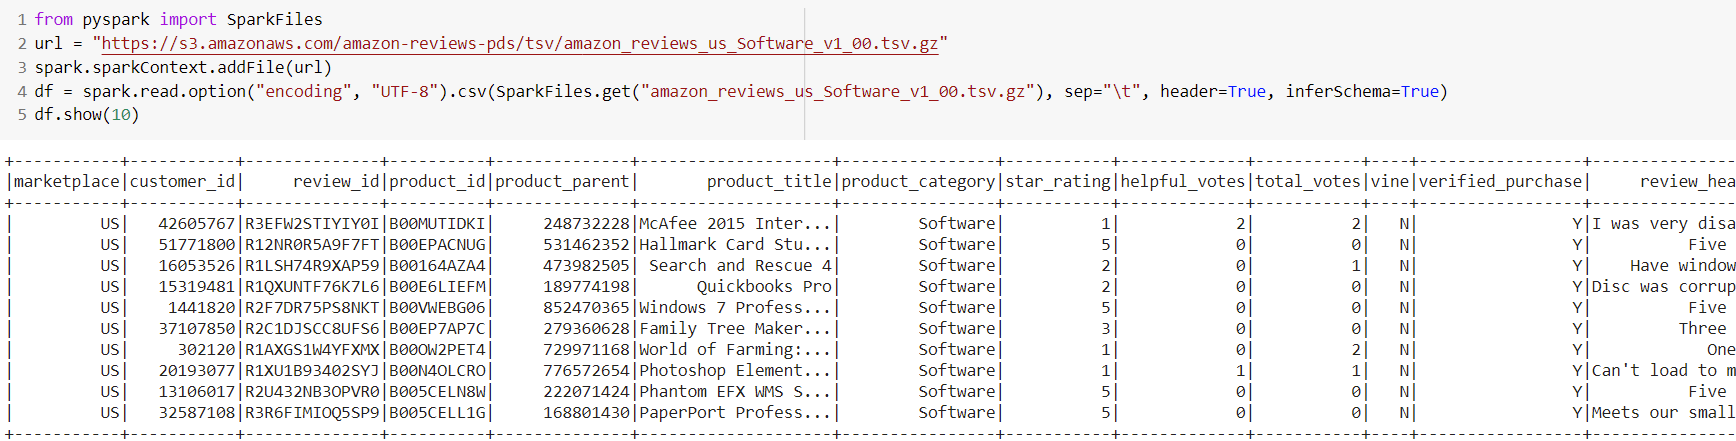 1 from pyspark import SparkFiles
2 url = "https://s3.amazonaws.com/amazon-reviews-pds/tsv/amazon_reviews_us_Software_v1_00.tsv.gz"
3 spark.sparkContext.addFile(url)
4 df = spark.read.option("encoding", "UTF-8").csv(SparkFiles.get("amazon_reviews_us_Software_v1_00.tsv.gz"), sep="\t", header=True, inferSchema=True)
5 df.show(10)
+-----------+-----------+--------------+----------+--------------+--------------------+----------------+-----------+-------------+-----------+----+-----------------+---------------
|marketplace|customer_id|     review_id|product_id|product_parent|       product_title|product_category|star_rating|helpful_votes|total_votes|vine|verified_purchase|     review_hea
+-----------+-----------+--------------+----------+--------------+--------------------+----------------+-----------+-------------+-----------+----+-----------------+---------------
|         US|   42605767|R3EFW2STIYIY0I|B00MUTIDKI|     248732228|McAfee 2015 Inter...|        Software|          1|            2|          2|   N|                Y|I was very disa
|         US|   51771800|R12NR0R5A9F7FT|B00EPACNUG|     531462352|Hallmark Card Stu...|        Software|          5|            0|          0|   N|                Y|          Five
|         US|   16053526|R1LSH74R9XAP59|B00164AZA4|     473982505| Search and Rescue 4|        Software|          2|            0|          1|   N|                Y|    Have window
|         US|   15319481|R1QXUNTF76K7L6|B00E6LIEFM|     189774198|      Quickbooks Pro|        Software|          2|            0|          0|   N|                Y|Disc was corrup
|         US|    1441820|R2F7DR75PS8NKT|B00VWEBG06|     852470365|Windows 7 Profess...|        Software|          5|            0|          0|   N|                Y|          Five
|         US|   37107850|R2C1DJSCC8UFS6|B00EP7AP7C|     279360628|Family Tree Maker...|        Software|          3|            0|          0|   N|                Y|         Three
|         US|     302120|R1AXGS1W4YFXMX|B00OW2PET4|     729971168|World of Farming:...|        Software|          1|            0|          2|   N|                Y|           One
|         US|   20193077|R1XU1B93402SYJ|B00N4OLCRO|     776572654|Photoshop Element...|        Software|          1|            1|          1|   N|                Y|Can't load to m
|         US|   13106017|R2U432NB3OPVR0|B005CELN8W|     222071424|Phantom EFX WMS S...|        Software|          5|            0|          0|   N|                Y|          Five
|         US|   32587108|R3R6FIMIOQ5SP9|B005CELL1G|     168801430|PaperPort Profess...|        Software|          5|            0|          0|   N|                Y|Meets our small
+-----------+-----------+--------------+----------+--------------+--------------------+----------------+-----------+-------------+-----------+----+-----------------+---------------